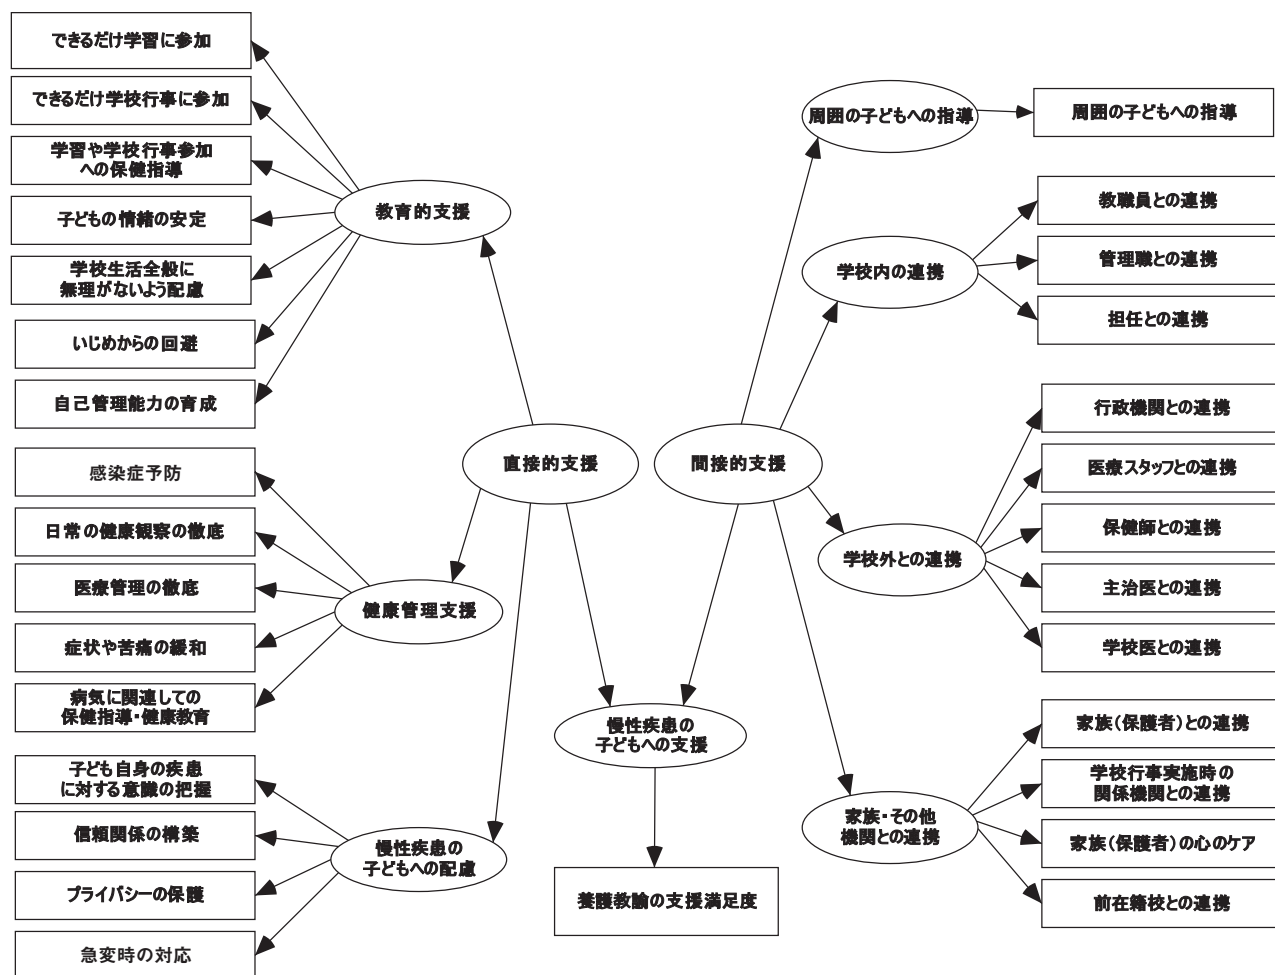 できるだけ学習に参加
できるだけ学校行事に参加
学習や学校行事参加
への保健指導
子どもの情緒の安定
学校生活全般に
無理がないよう配慮
いじめからの回避
自己管理能力の育成
教育的支援
感染症予防
日常の健康観察の徹底
医療管理の徹底
症状や苦痛の緩和
病気に関連しての
保健指導・健康教育
健康管理支援
子ども自身の疾患
に対する意識の把握
信頼関係の構築
プライバシーの保護
急変時の対応
慢性疾患の
子どもへの配慮
直接的支援
間接的支援
慢性疾患の
子どもへの支援
養護教諭の支援満足度
周囲の子どもへの指導
周囲の子どもへの指導
学校内の連携
教職員との連携
管理職との連携
担任との連携
学校外との連携
行政機関との連携
医療スタッフとの連携
保健師との連携
主治医との連携
学校医との連携
家族・その他
機関との連携
家族(保護者)との連携
学校行事実施時の
関係機関との連携
家族(保護者)の心のケア
前在籍校との連携